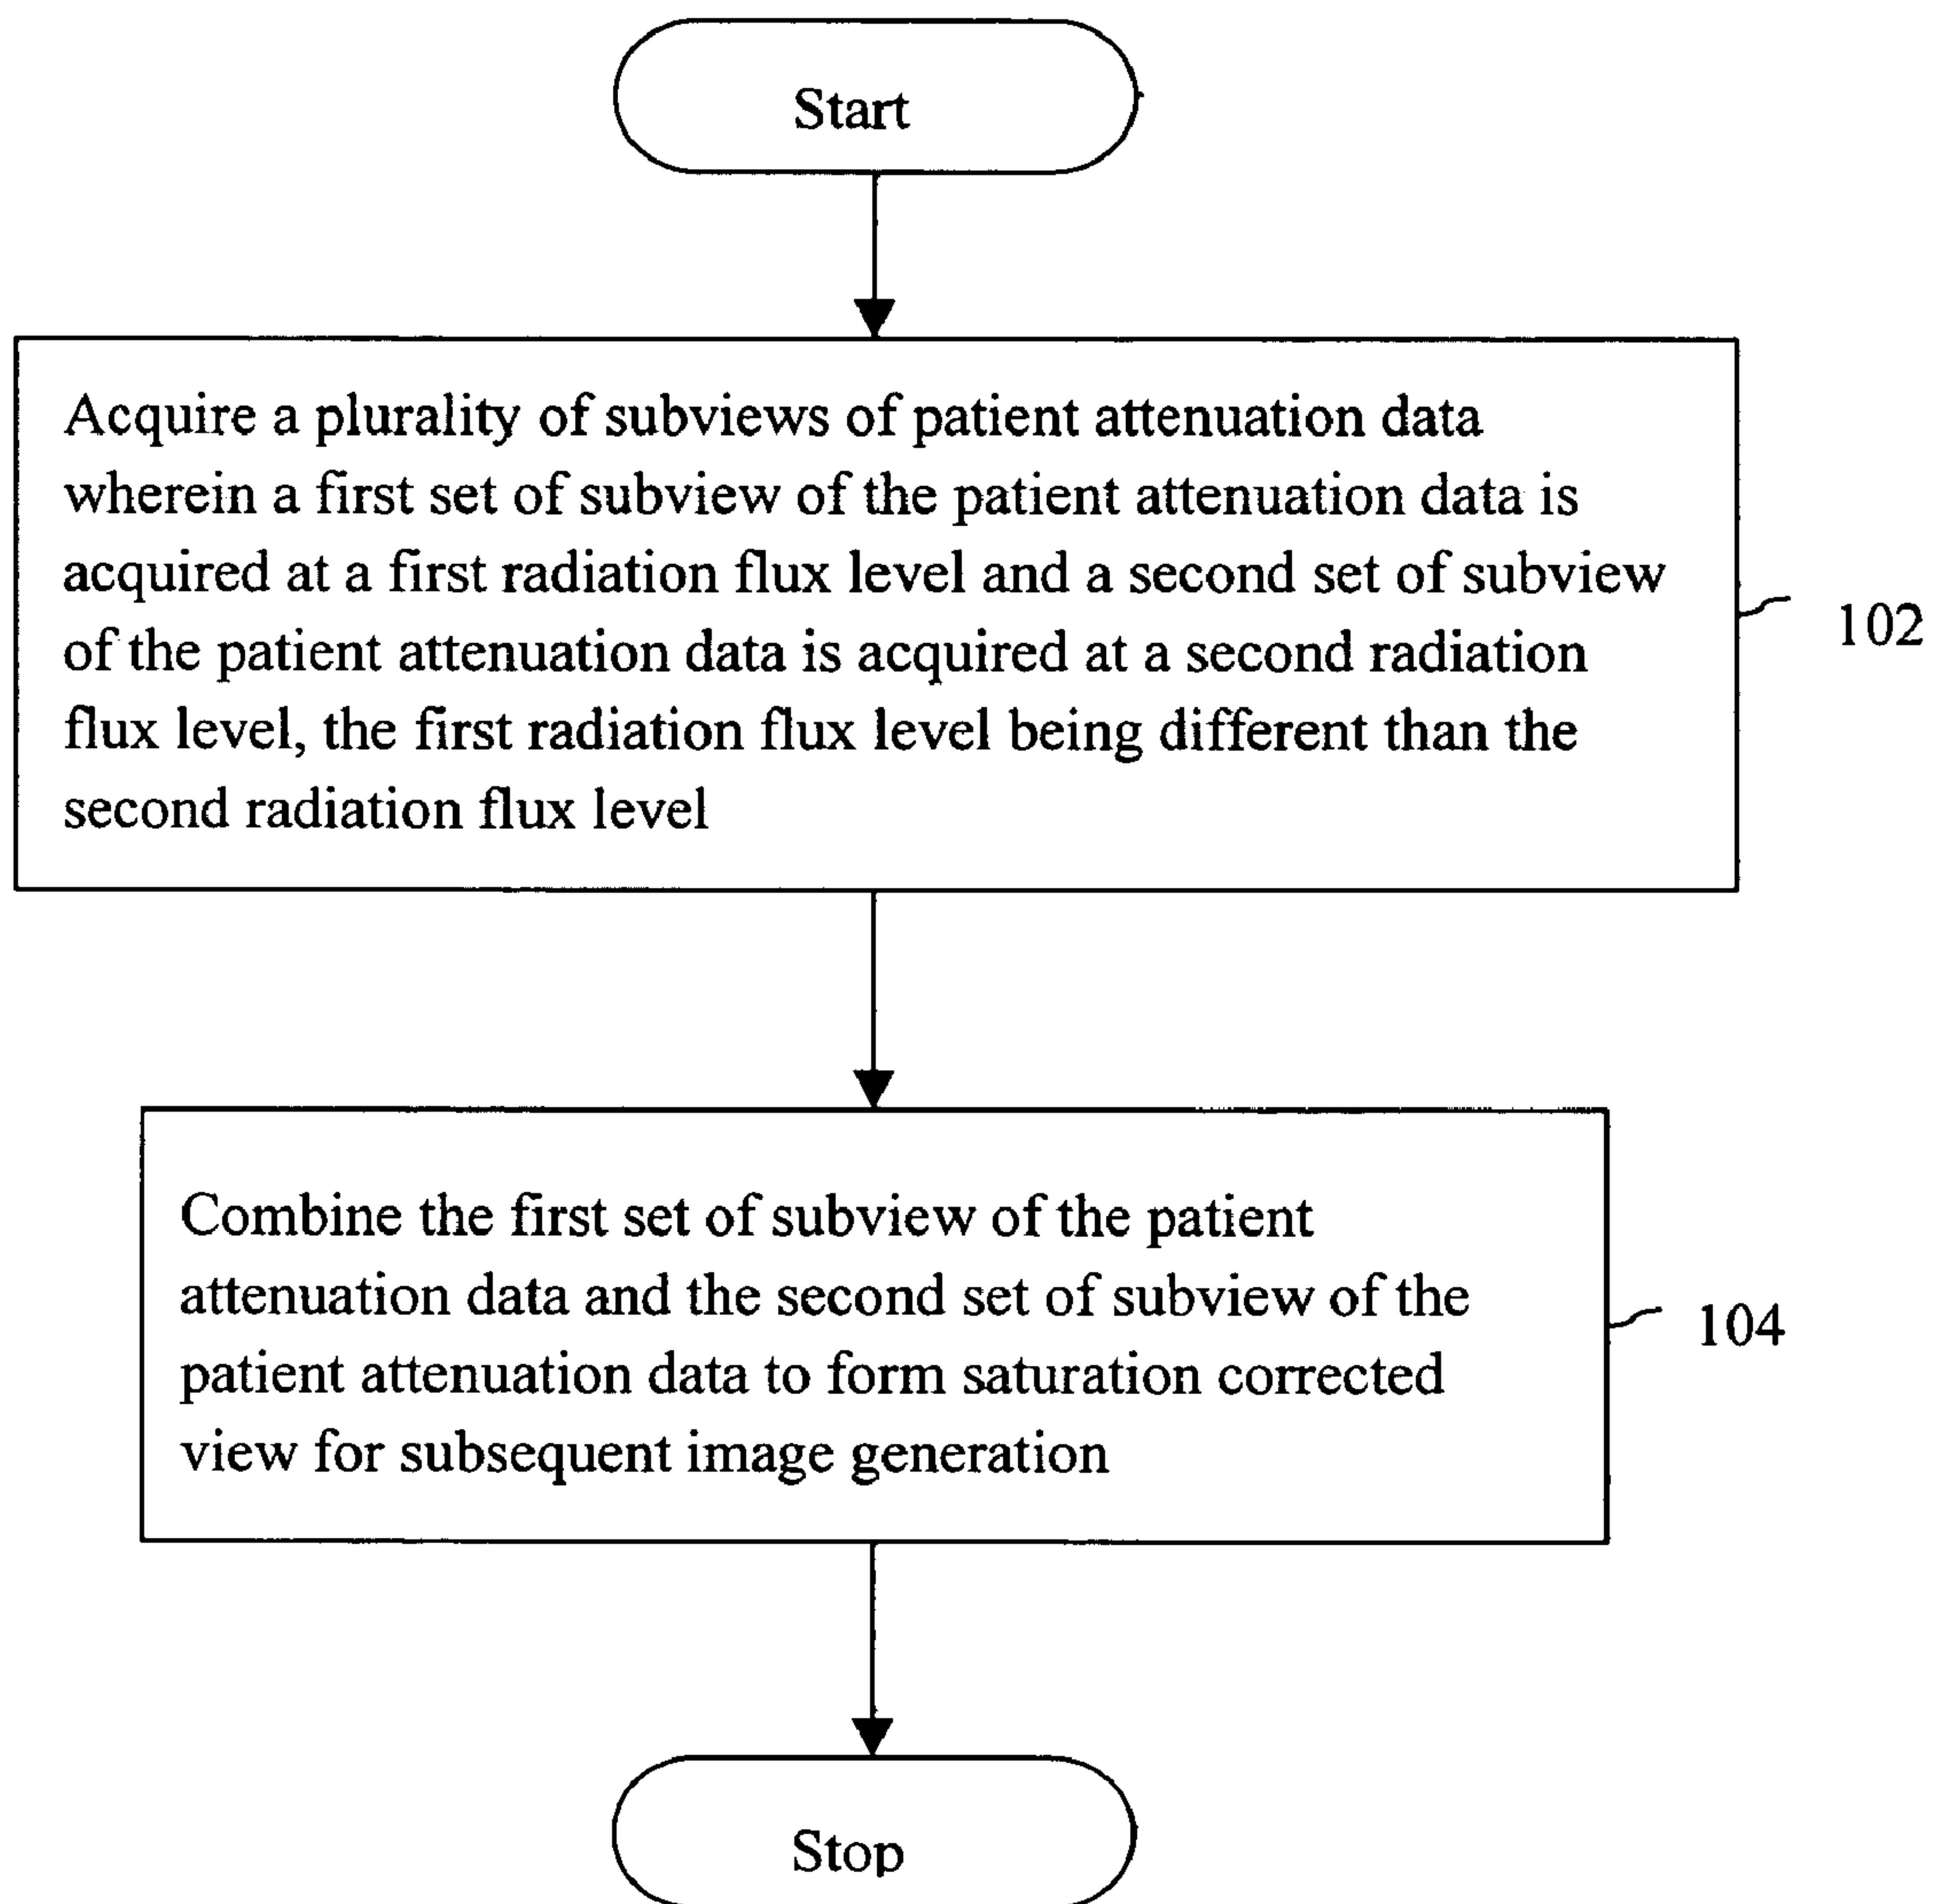 Start
Acquire a plurality of subviews of patient attenuation data
wherein a first set of subview of the patient attenuation data is
acquired at a first radiation flux level and a second set of subview
of the patient attenuation data is acquired at a second radiation
flux level, the first radiation flux level being different than the
second radiation flux level
102
Combine the first set of subview of the patient
attenuation data and the second set of subview of the
patient attenuation data to form saturation corrected
view for subsequent image generation
104
Stop